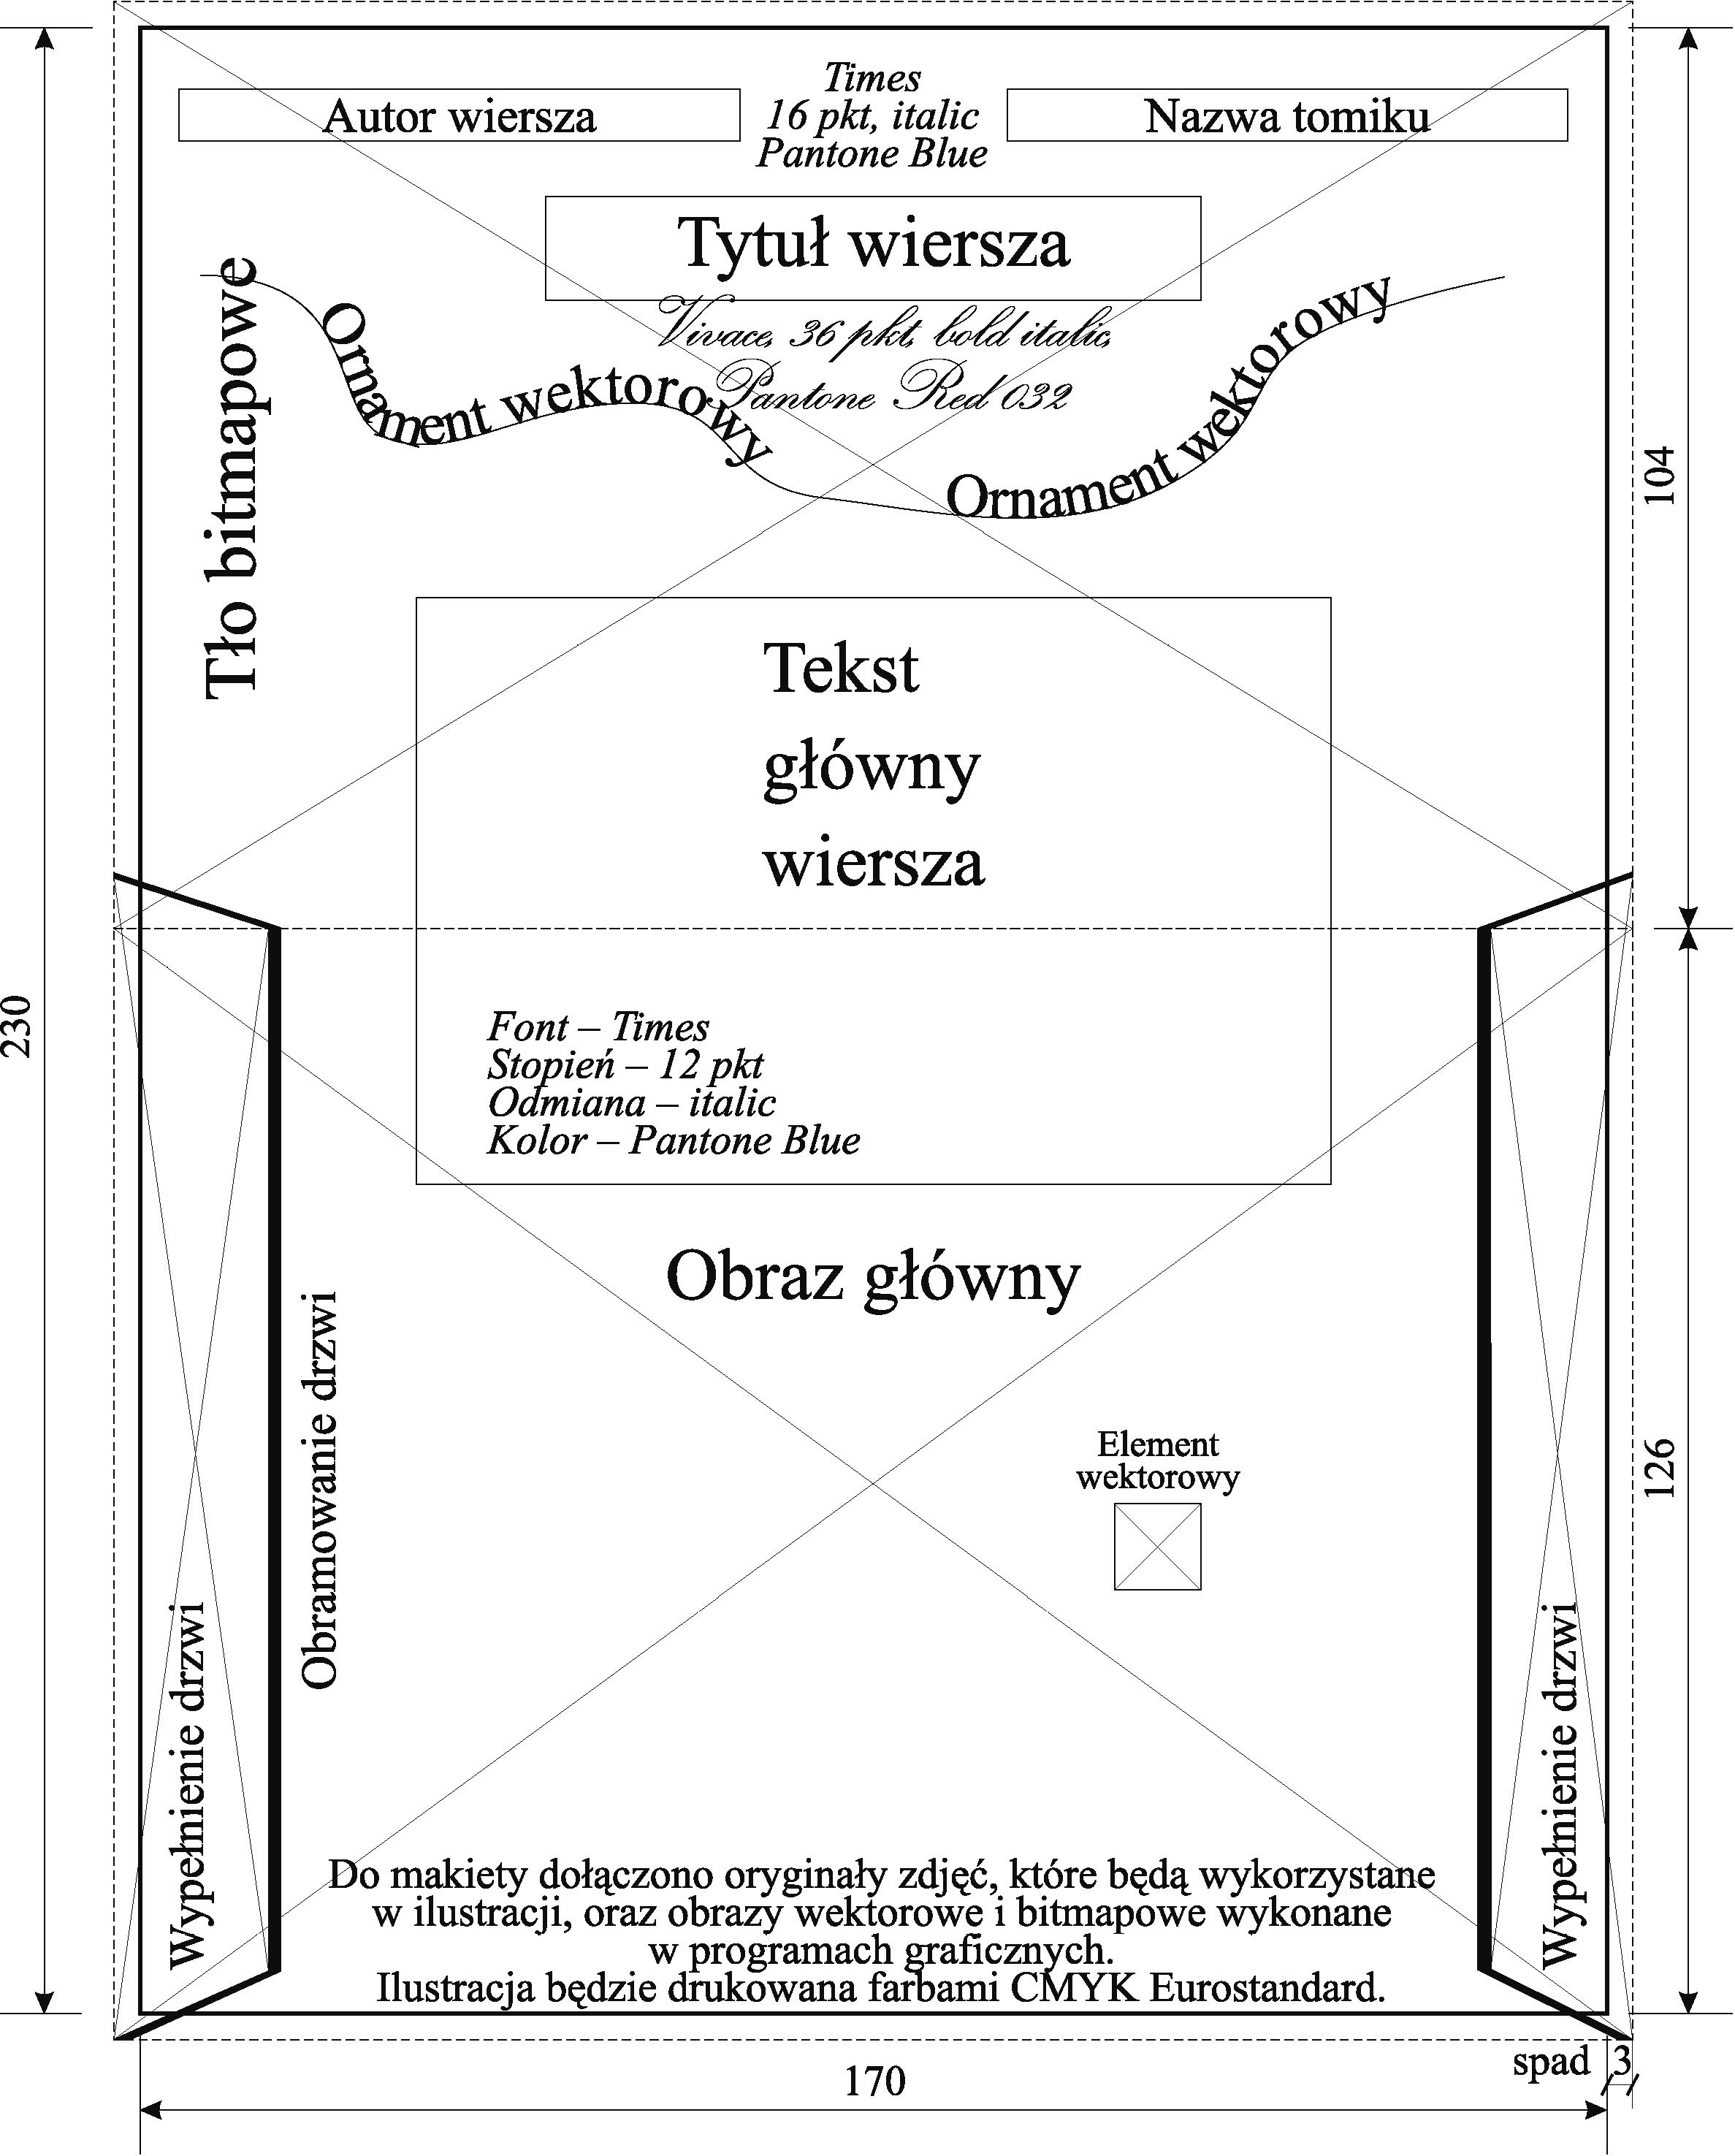 Times
16 pkt, italic
Pantone Blue
Autor wiersza
Nazwa tomiku
Tytuł wiersza
Vivace, 36 pkt, bold italic,
Pantone Red 032
Ornament wektorowy
Ornament wektorowy
Tło bitmapowe
104
Tekst
główny
wiersza
230
Font – Times
Stopień – 12 pkt
Odmiana – italic
Kolor – Pantone Blue
Obraz główny
Obramowanie drzwi
Element
wektorowy
126
Wypełnienie drzwi
Wypełnienie drzwi
Do makiety dołączono oryginały zdjęć, które będą wykorzystane
w ilustracji, oraz obrazy wektorowe i bitmapowe wykonane
w programach graficznych.
Ilustracja będzie drukowana farbami CMYK Eurostandard.
spad 3
170